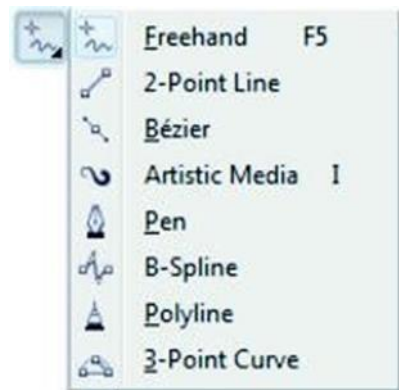 Freehand F5
2-Point Line
Bézier
Artistic Media I
Pen
B-Spline
Polyline
3-Point Curve